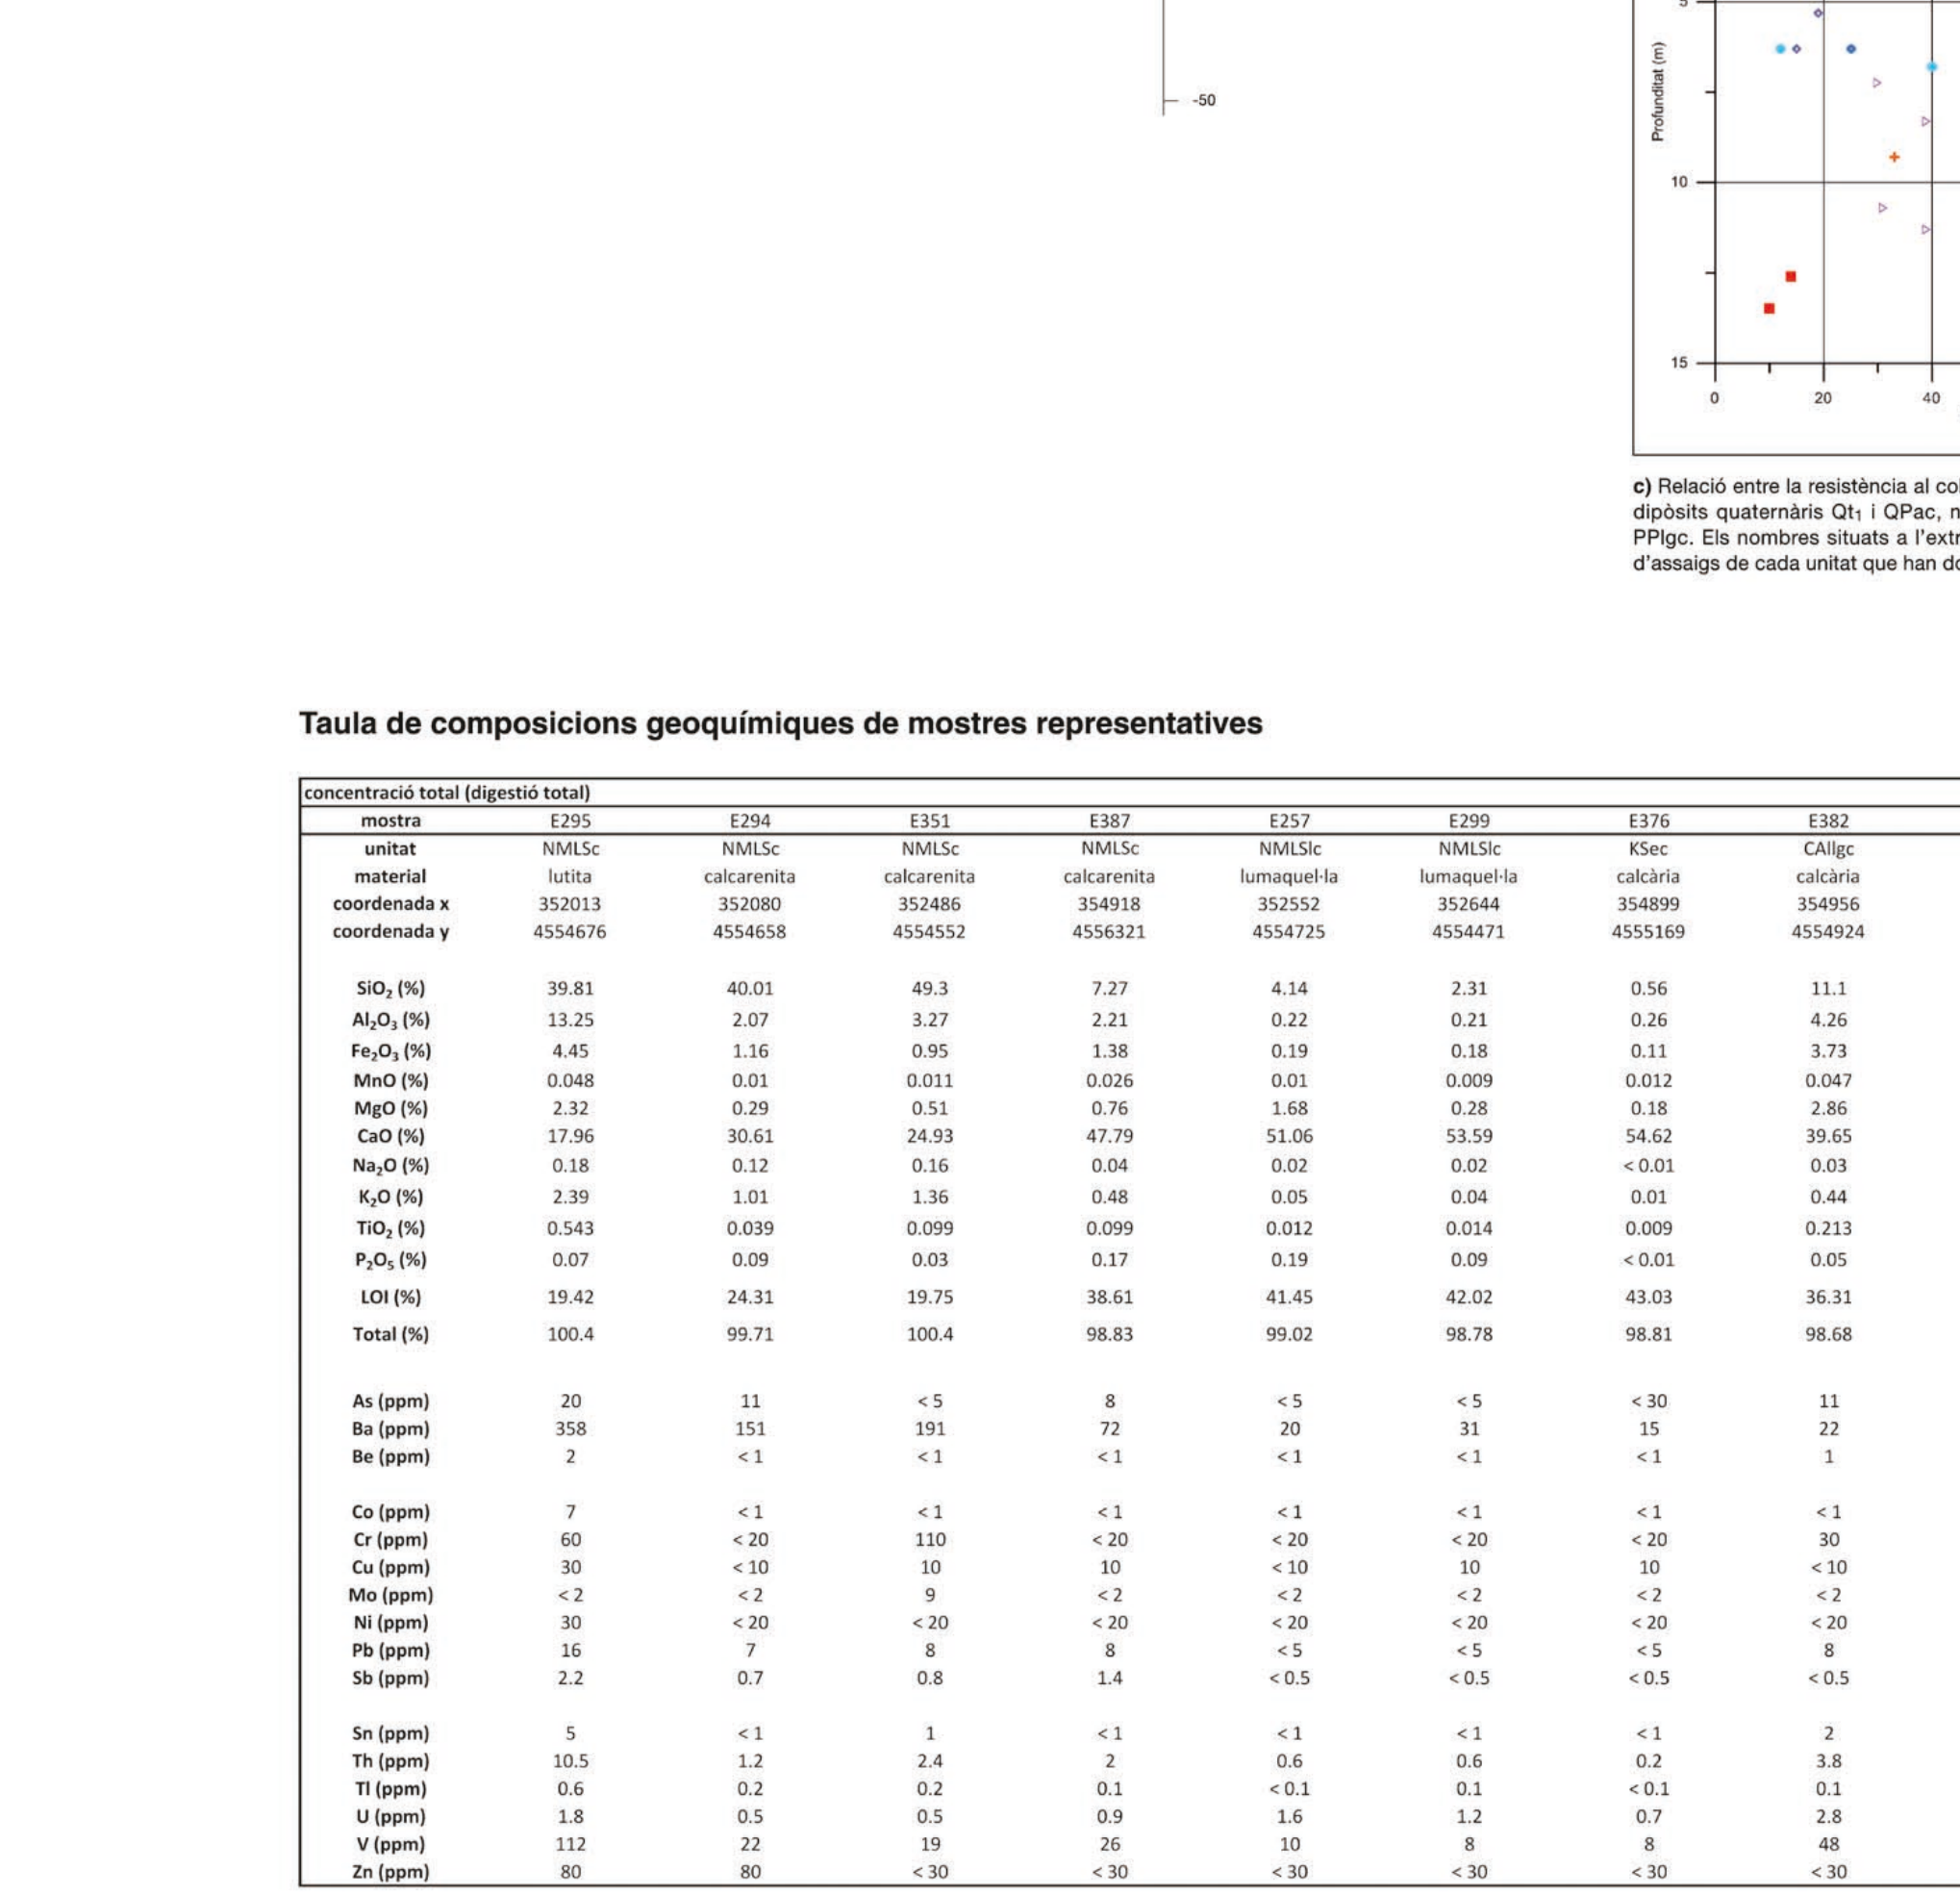 -50
5
Profunditat (m)
10
15
0 20 40
c) Relació entre la resistència al
dipòsits quaternàris Qt₁ i QPac,
PPlgc. Els nombres situats a
d'assaigs de cada unitat que han
Taula de composicions geoquímiques de mostres representatives
concentració total (digestió total)
mostra E295 E294 E351 E387 E257 E299 E376 E382
unitat NMLSc NMLSc NMLSc NMLSc NMLSlc NMLSlc KSec CAllgc
material lutita calcarenita calcarenita calcarenita lumaquel·la lumaquel·la calcària calcària
coordenada x 352013 352080 352486 354918 352552 352644 354899 354956
coordenada y 4554676 4554658 4554552 4556321 4554725 4554471 4555169 4554924
SiO₂ (%) 39.81 40.01 49.3 7.27 4.14 2.31 0.56 11.1
Al₂O₃ (%) 13.25 2.07 3.27 2.21 0.22 0.21 0.26 4.26
Fe₂O₃ (%) 4.45 1.16 0.95 1.38 0.19 0.18 0.11 3.73
MnO (%) 0.048 0.01 0.011 0.026 0.01 0.009 0.012 0.047
MgO (%) 2.32 0.29 0.51 0.76 1.68 0.28 0.18 2.86
CaO (%) 17.96 30.61 24.93 47.79 51.06 53.59 54.62 39.65
Na₂O (%) 0.18 0.12 0.16 0.04 0.02 0.02 < 0.01 0.03
K₂O (%) 2.39 1.01 1.36 0.48 0.05 0.04 0.01 0.44
TiO₂ (%) 0.543 0.039 0.099 0.099 0.012 0.014 0.009 0.213
P₂O₅ (%) 0.07 0.09 0.03 0.17 0.19 0.09 < 0.01 0.05
LOI (%) 19.42 24.31 19.75 38.61 41.45 42.02 43.03 36.31
Total (%) 100.4 99.71 100.4 98.83 99.02 98.78 98.81 98.68
As (ppm) 20 11 < 5 8 < 5 < 5 < 30 11
Ba (ppm) 358 151 191 72 20 31 15 22
Be (ppm) 2 < 1 < 1 < 1 < 1 < 1 < 1 1
Co (ppm) 7 < 1 < 1 < 1 < 1 < 1 < 1 < 1
Cr (ppm) 60 < 20 110 < 20 < 20 < 20 < 20 30
Cu (ppm) 30 < 10 10 10 < 10 10 10 < 10
Mo (ppm) < 2 < 2 9 < 2 < 2 < 2 < 2 < 2
Ni (ppm) 30 < 20 < 20 < 20 < 20 < 20 < 20 < 20
Pb (ppm) 16 7 8 8 < 5 < 5 < 5 8
Sb (ppm) 2.2 0.7 0.8 1.4 < 0.5 < 0.5 < 0.5 < 0.5
Sn (ppm) 5 < 1 1 < 1 < 1 < 1 < 1 2
Th (ppm) 10.5 1.2 2.4 2 0.6 0.6 0.2 3.8
Tl (ppm) 0.6 0.2 0.2 0.1 < 0.1 0.1 < 0.1 0.1
U (ppm) 1.8 0.5 0.5 0.9 1.6 1.2 0.7 2.8
V (ppm) 112 22 19 26 10 8 8 48
Zn (ppm) 80 80 < 30 < 30 < 30 < 30 < 30 < 30